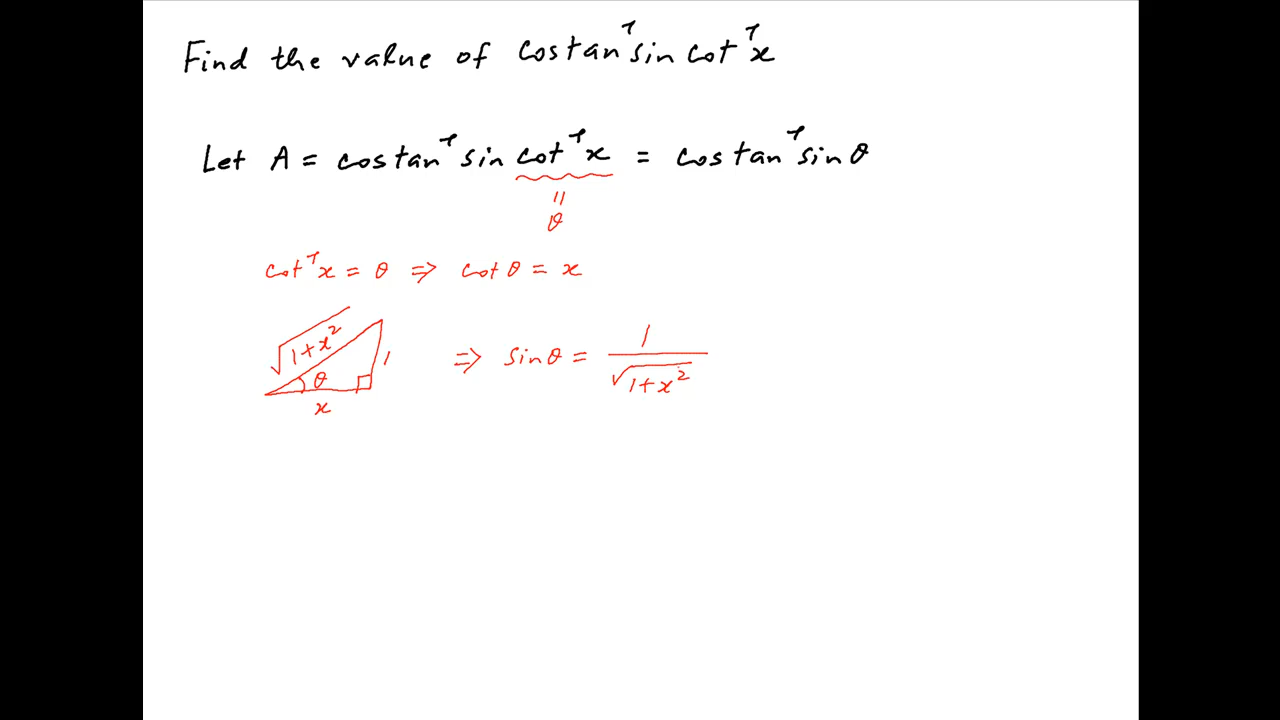 Find the value of cos tan⁻¹ sin cot⁻¹ x
Let A = cos tan⁻¹ sin cot⁻¹ x = cos tan⁻¹ sin θ
॥
θ
cot⁻¹ x = θ ⇒ cot θ = x
√(1+x²)
θ
1
x
⇒ sin θ = 1/√(1+x²)